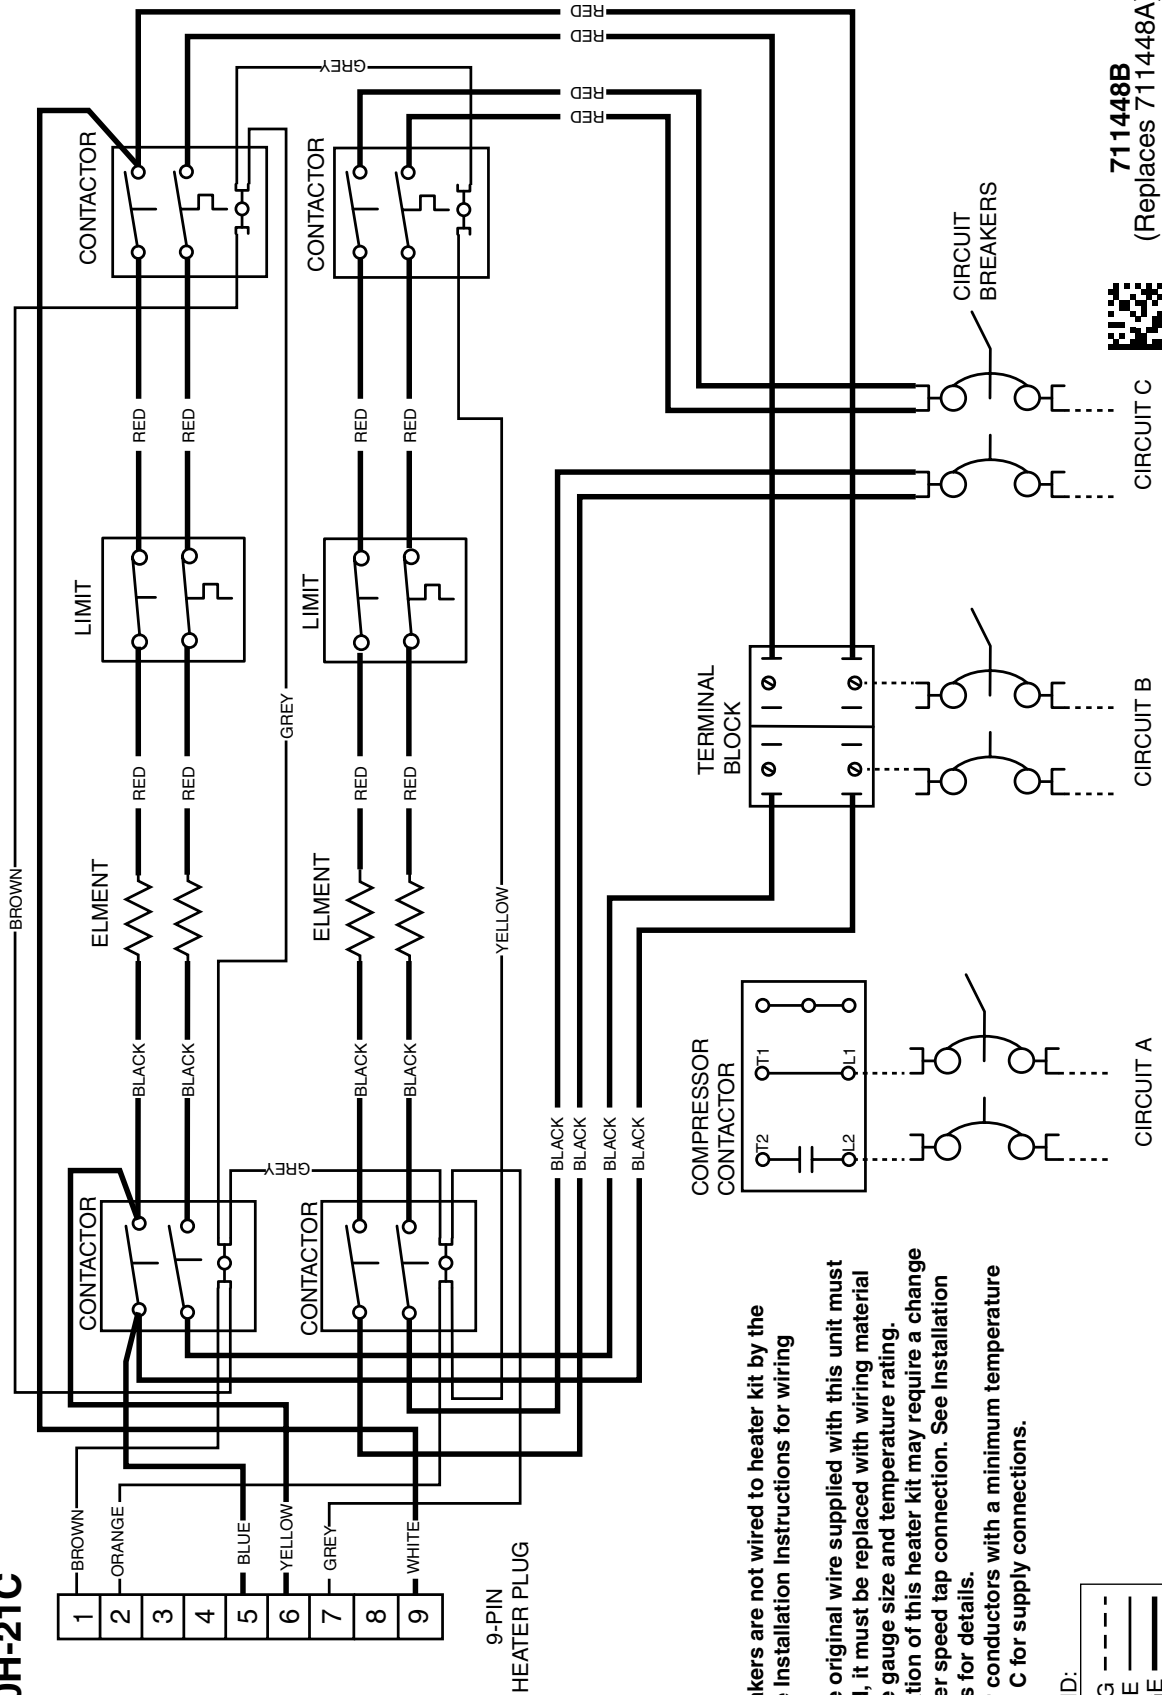 0H-21C
1
2
3
4
5
6
7
8
9
BROWN
ORANGE
BLUE
YELLOW
GREY
WHITE
9-PIN
HEATER PLUG
CONTACTOR
CONTACTOR
GREY
BLACK
BLACK
BLACK
BLACK
ELMENT
ELMENT
BROWN
GREY
YELLOW
RED
RED
RED
RED
LIMIT
LIMIT
RED
RED
RED
RED
CONTACTOR
CONTACTOR
GREY
RED
RED
RED
RED
BLACK
BLACK
BLACK
BLACK
COMPRESSOR
CONTACTOR
T2
T1
L2
L1
TERMINAL
BLOCK
CIRCUIT
BREAKERS
CIRCUIT A
CIRCUIT B
CIRCUIT C
are not wired to heater kit by the
Installation Instructions for wiring
original wire supplied with this unit must
it must be replaced with wiring material
gauge size and temperature rating.
of this heater kit may require a change
speed tap connection. See Installation
for details.
conductors with a minimum temperature
C for supply connections.
711448B
(Replaces 711448A